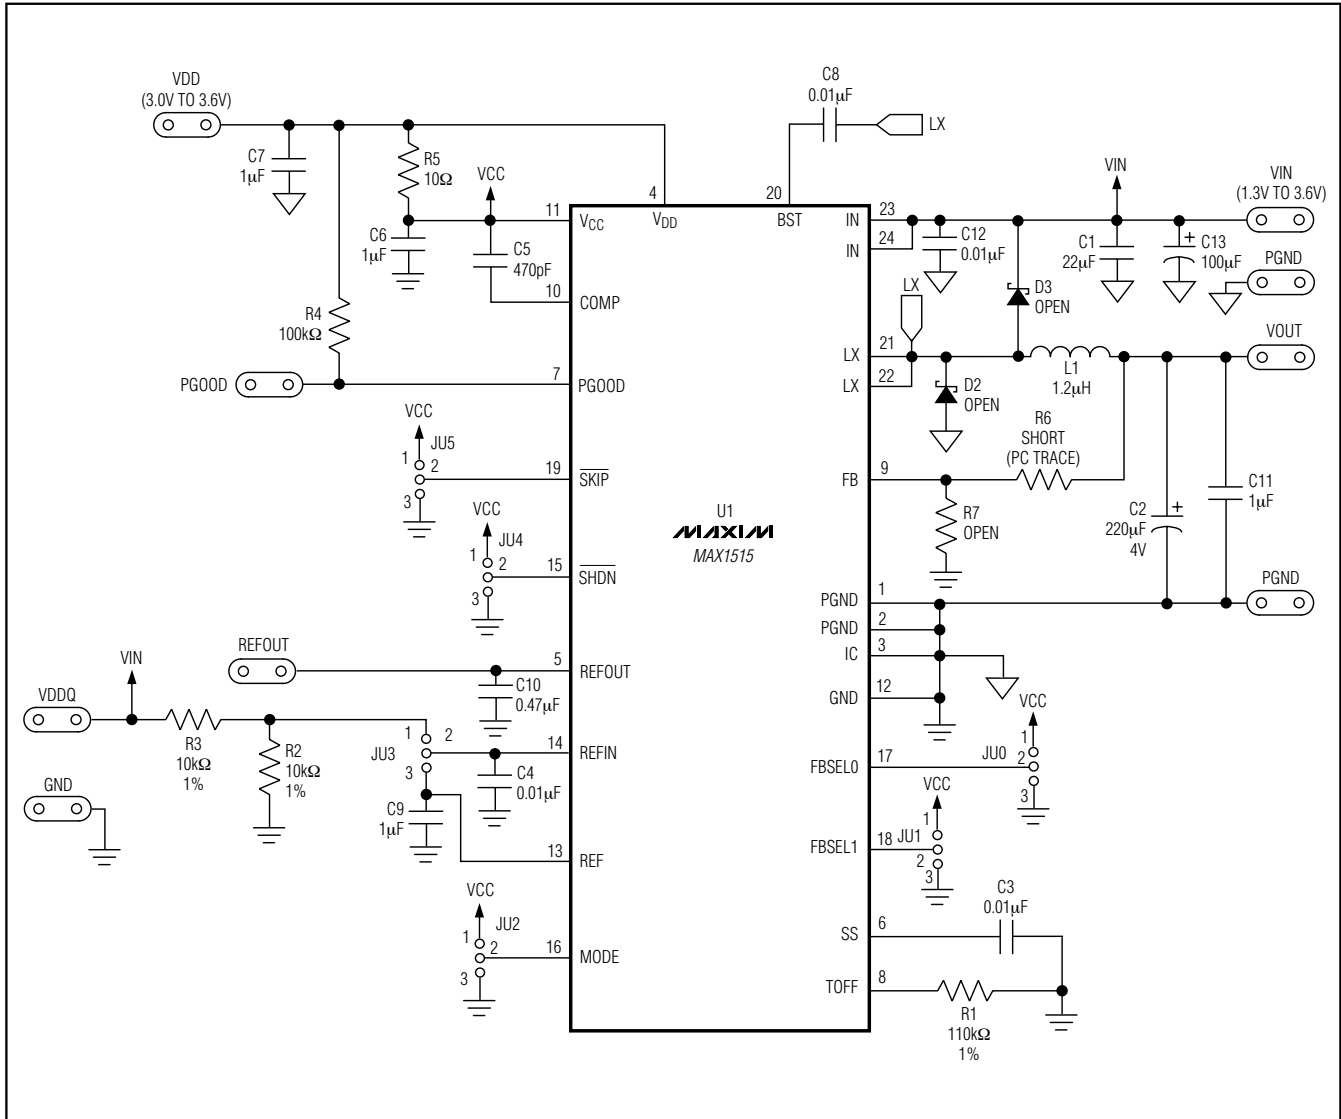 VDD
(3.0V TO 3.6V)
C7
1μF
R5
10Ω
VCC
C6
1μF
C5
470pF
R4
100kΩ
PGOOD
C8
0.01μF
LX
4
VDD
20
BST
11
VCC
10
COMP
7
PGOOD
VCC
JU5
1
2
3
19
SKIP
VCC
JU4
1
2
3
15
SHDN
REFOUT
5
REFOUT
C10
0.47μF
VIN
VDDQ
R3
10kΩ
1%
R2
10kΩ
1%
JU3
1
2
3
14
REFIN
C4
0.01μF
C9
1μF
GND
13
REF
VCC
JU2
1
2
3
16
MODE
U1
MAXIM
MAX1515
IN
23
IN
24
C12
0.01μF
VIN
C1
22μF
+
C13
100μF
VIN
(1.3V TO 3.6V)
PGND
D3
OPEN
LX
LX
21
LX
22
D2
OPEN
L1
1.2μH
VOUT
R6
SHORT
(PC TRACE)
FB
9
R7
OPEN
C2
220μF
4V
+
C11
1μF
PGND
1
PGND
2
IC
3
GND
12
PGND
VCC
FBSEL0
17
JU0
1
2
3
VCC
FBSEL1
18
JU1
1
2
3
C3
0.01μF
SS
6
TOFF
8
R1
110kΩ
1%